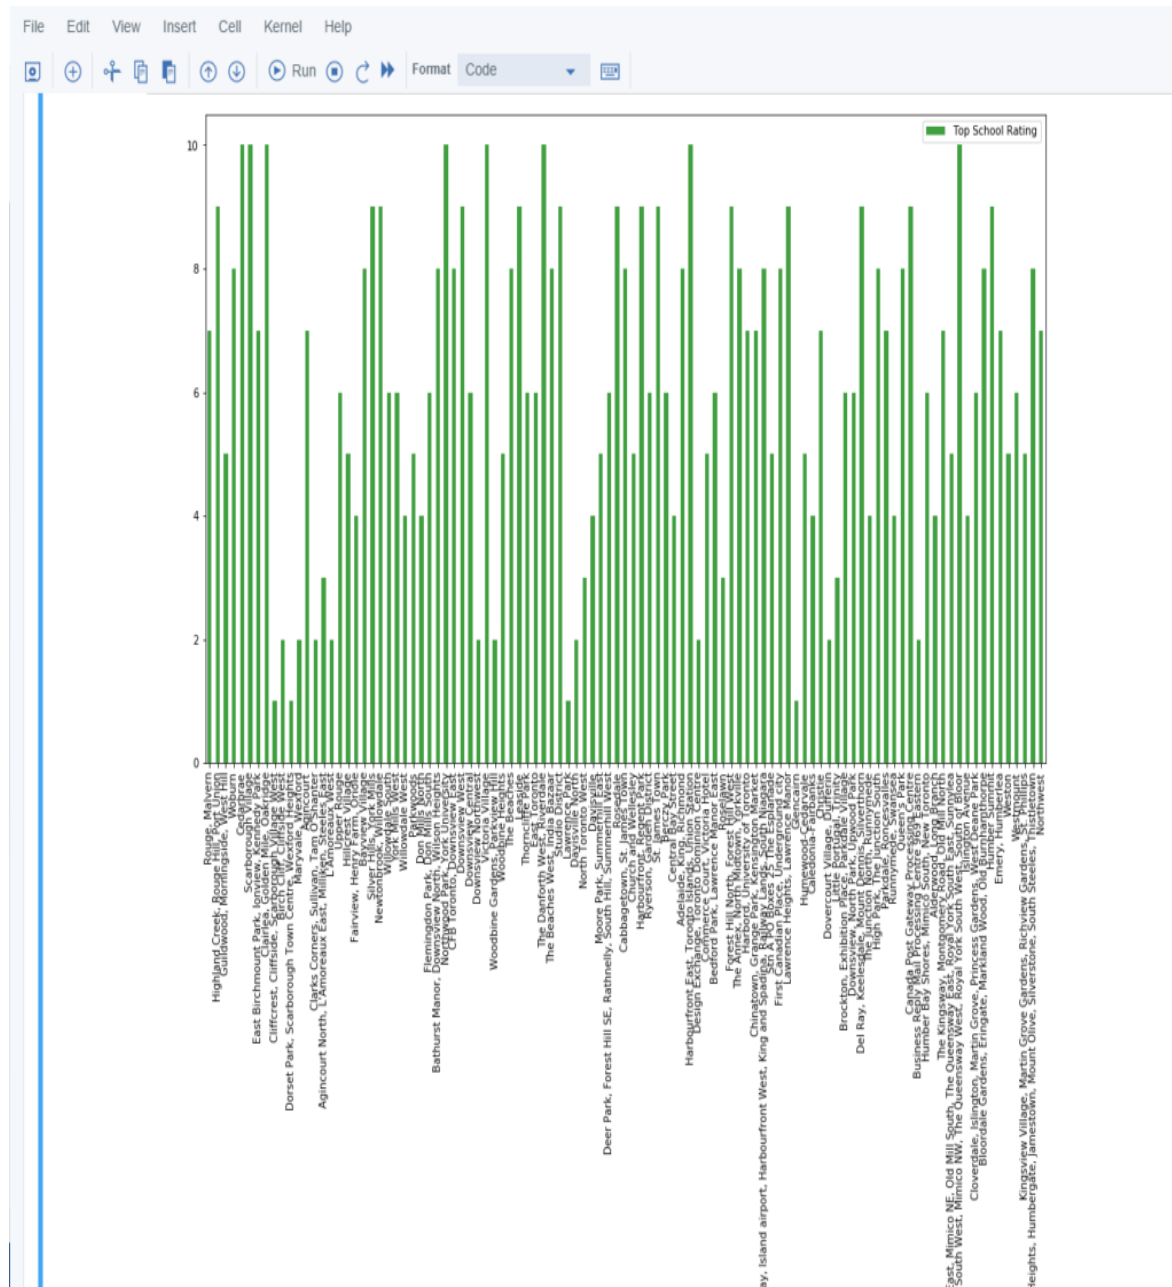 File Edit View Insert Cell Kernel Help
Run Format Code
Top School Rating
10
8
6
4
2
0
Rouge, Malvern
Highland Creek, Rouge Hill, Port Union
Guildwood, Morningside, West Hill
Woburn
Cedarbrae
Scarborough Village
East Birchmount Park, Ionview, Kennedy Park
Clairlea, Golden Mile, Oakridge
Cliffcrest, Cliffside, Scarborough Village West
Birch Cliff, Cliffside West
Dorset Park, Scarborough Town Centre, Wexford Heights
Maryvale, Wexford
Agincourt
Clarks Corners, Sullivan, Tam O'Shanter
Agincourt North, L'Amoreaux East, Milliken, Steeles East
L'Amoreaux West
Upper Rouge
Hillcrest Village
Fairview, Henry Farm, Oriole
Bayview Village
Silver Hills, York Mills
Newtonbrook, Willowdale
Willowdale South
York Mills West
Willowdale West
Parkwoods
Don Mills North
Flemingdon Park, Don Mills South
Bathurst Manor, Downsview North, Wilson Heights
Northwood Park, York University
CFB Toronto, Downsview East
Downsview West
Downsview Central
Downsview Northwest
Victoria Village
Woodbine Gardens, Parkview Hill
Woodbine Heights
The Beaches
Leaside
Thorncliffe Park
East Toronto
The Danforth West, Riverdale
The Beaches West, India Bazaar
Studio District
Lawrence Park
Davisville North
North Toronto West
Davisville
Moore Park, Summerhill East
Deer Park, Forest Hill SE, Rathnelly, South Hill, Summerhill West
Rosedale
Cabbagetown, St. James Town
Church and Wellesley
Harbourfront, Regent Park
Ryerson, Garden District
St. James Town
Berczy Park
Central Bay Street
Adelaide, King, Richmond
Harbourfront East, Toronto Islands, Union Station
Design Exchange, Toronto Dominion Centre
Commerce Court, Victoria Hotel
Bedford Park, Lawrence Manor East
Roselawn
Forest Hill North, Forest Hill West
The Annex, North Midtown, Yorkville
Harbord, University of Toronto
Chinatown, Grange Park, Kensington Market
ay, Island airport, Harbourfront West, King and Spadina, Railway Lands, South Niagara
Stn A PO Boxes 25 The Esplanade
First Canadian Place, Underground city
Lawrence Heights, Lawrence Manor
Glencairn
Humewood-Cedarvale
Caledonia-Fairbanks
Christie
Dovercourt Village, Dufferin
Little Portugal, Trinity
Brockton, Exhibition Place, Parkdale Village
Downsview, North Park, Upwood Park
Del Ray, Keelesdale, Mount Dennis, Silverthorn
The Junction North, Runnymede
High Park, The Junction South
Parkdale, Roncesvalles
Runnymede, Swansea
Queen's Park
Canada Post Gateway Processing Centre
Business Reply Mail Processing Centre 969 Eastern
Humber Bay Shores, Mimico South, New Toronto
Alderwood, Long Branch
The Kingsway, Montgomery Road, Old Mill North
East, Mimico NE, Old Mill South, The Queensway East, Royal York South East, Sunnylea
South West, Mimico NW, The Queensway West, Royal York South West, South of Bloor
Cloverdale, Islington, Martin Grove, Princess Gardens, West Deane Park
Bloordale Gardens, Eringate, Markland Wood, Old Burnhamthorpe
Humber Summit
Emery, Humberlea
Weston
Westmount
Kingsview Village, Martin Grove Gardens, Richview Gardens, St. Phillips
Heights, Humbergate, Jamestown, Mount Olive, Silverstone, South Steeles, Thistletown
Northwest